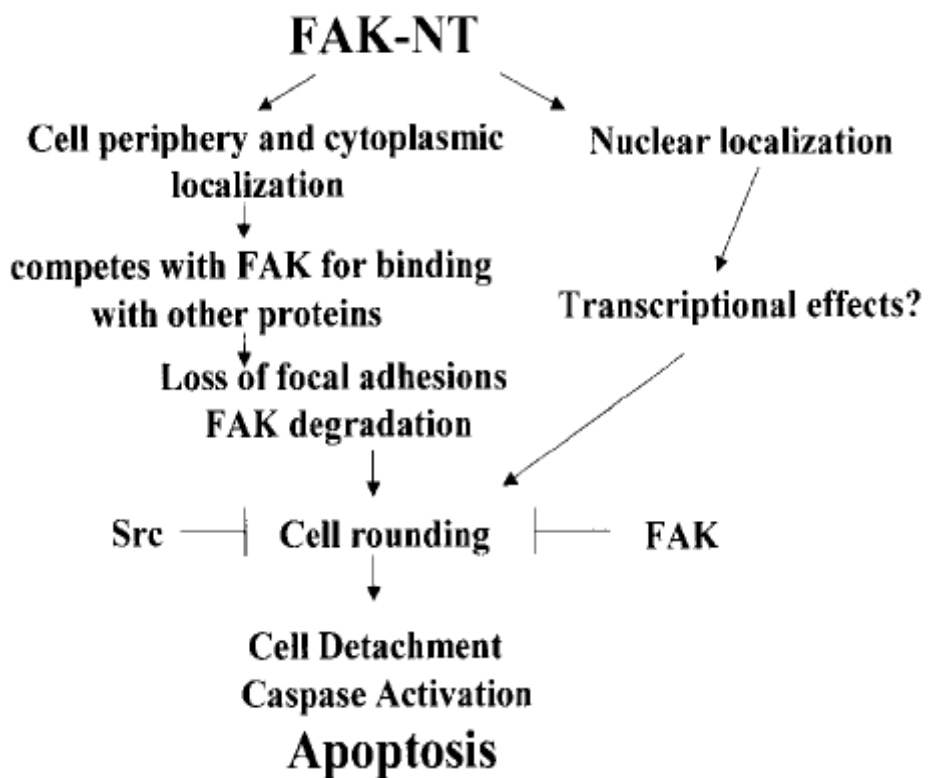 FAK-NT
Cell periphery and cytoplasmic
localization
Nuclear localization
competes with FAK for binding
with other proteins
Transcriptional effects?
Loss of focal adhesions
FAK degradation
Src
Cell rounding
FAK
Cell Detachment
Caspase Activation
Apoptosis